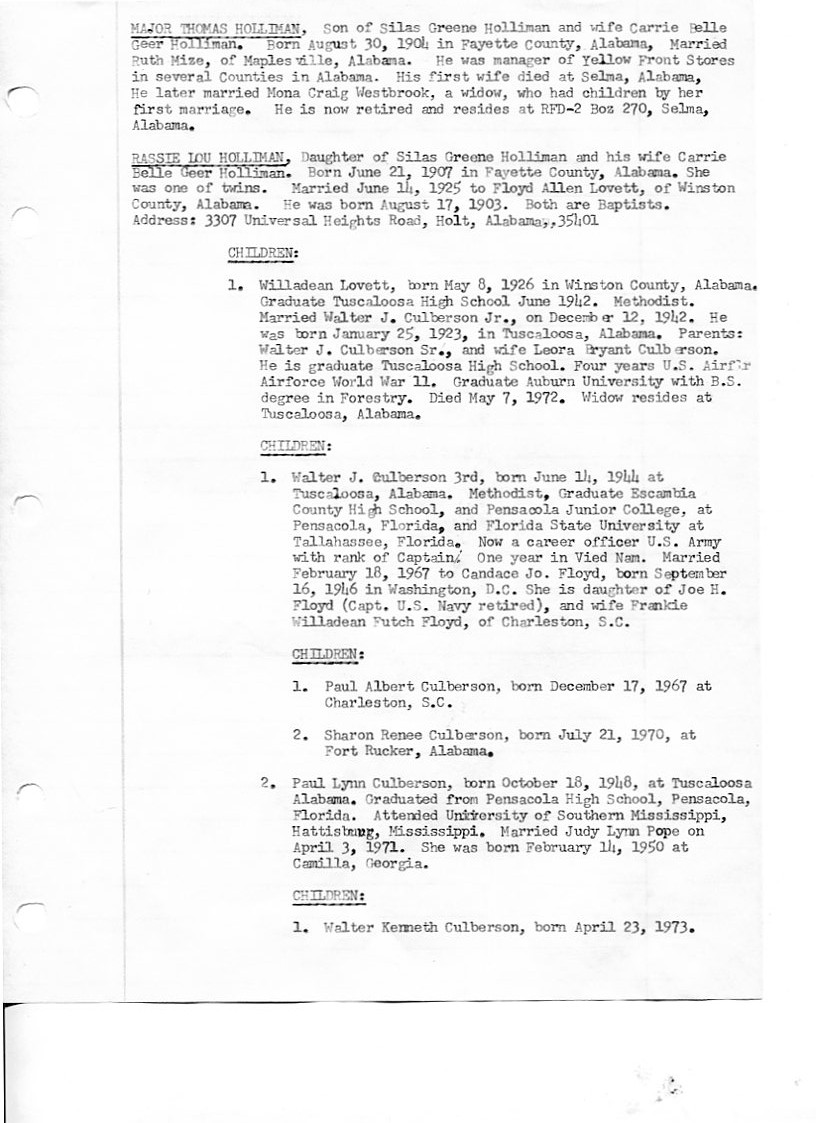 MAJOR THOMAS HOLLIMAN, Son of Silas Greene Holliman and wife Carrie Belle
Geer Holliman. Born August 30, 1904 in Fayette County, Alabama, Married
Ruth Mize, of Maplesville, Alabama. He was manager of Yellow Front Stores
in several Counties in Alabama. His first wife died at Selma, Alabama,
He later married Mona Craig Westbrook, a widow, who had children by her
first marriage. He is now retired and resides at RFD-2 Boz 270, Selma,
Alabama.
RASSIE LOU HOLLIMAN, Daughter of Silas Greene Holliman and his wife Carrie
Belle Geer Holliman. Born June 21, 1907 in Fayette County, Alabama. She
was one of twins. Married June 14, 1925 to Floyd Allen Lovett, of Winston
County, Alabama. He was born August 17, 1903. Both are Baptists.
Address: 3307 Universal Heights Road, Holt, Alabama,,35401
CHILDREN:
1. Willadean Lovett, born May 8, 1926 in Winston County, Alabama.
Graduate Tuscaloosa High School June 1942. Methodist.
Married Walter J. Culberson Jr., on December 12, 1942. He
was born January 25, 1923, in Tuscaloosa, Alabama. Parents:
Walter J. Culberson Sr., and wife Leora Bryant Culberson.
He is graduate Tuscaloosa High School. Four years U.S.
Airforce World War 11. Graduate Auburn University with B.S.
degree in Forestry. Died May 7, 1972. Widow resides at
Tuscaloosa, Alabama.
CHILDREN:
1. Walter J. Culberson 3rd, born June 14, 1944 at
Tuscaloosa, Alabama. Methodist, Graduate Escambia
County High School, and Pensacola Junior College, at
Pensacola, Florida, and Florida State University at
Tallahassee, Florida. Now a career officer U.S. Army
with rank of Captain. One year in Vied Nam. Married
February 18, 1967 to Candace Jo. Floyd, born September
16, 1946 in Washington, D.C. She is daughter of Joe H.
Floyd (Capt. U.S. Navy retired), and wife Frankie
Willadean Futch Floyd, of Charleston, S.C.
CHILDREN:
1. Paul Albert Culberson, born December 17, 1967 at
Charleston, S.C.
2. Sharon Renee Culberson, born July 21, 1970, at
Fort Rucker, Alabama.
2. Paul Lynn Culberson, born October 18, 1948, at Tuscaloosa
Alabama. Graduated from Pensacola High School, Pensacola,
Florida. Attended University of Southern Mississippi,
Hattisburg, Mississippi. Married Judy Lynn Pope on
April 3, 1971. She was born February 14, 1950 at
Camilla, Georgia.
CHILDREN:
1. Walter Kenneth Culberson, born April 23, 1973.